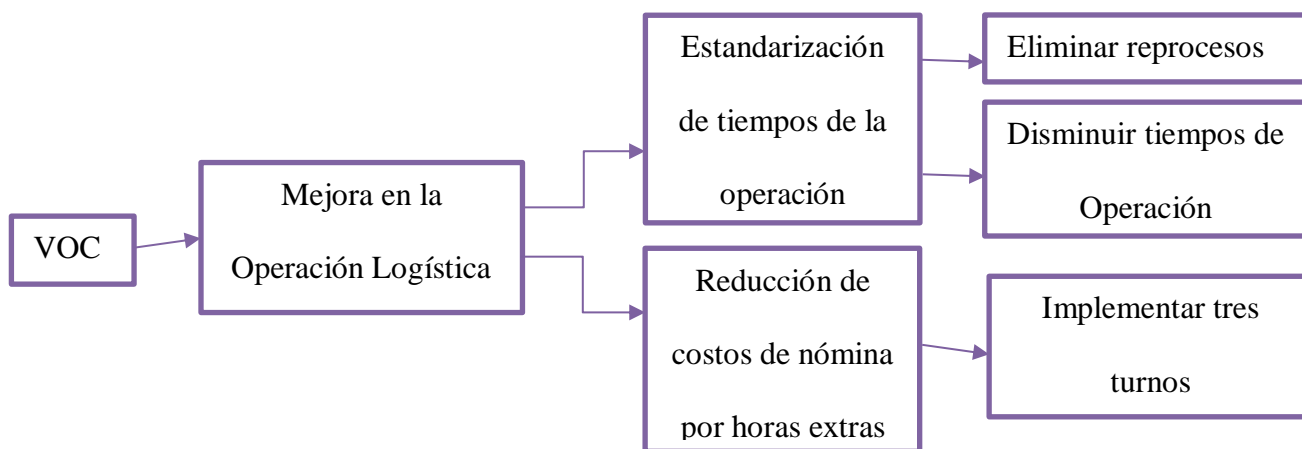 VOC
Mejora en la
Operación Logística
Estandarización
de tiempos de la
operación
Eliminar reprocesos
Disminuir tiempos de
Operación
Reducción de
costos de nómina
por horas extras
Implementar tres
turnos